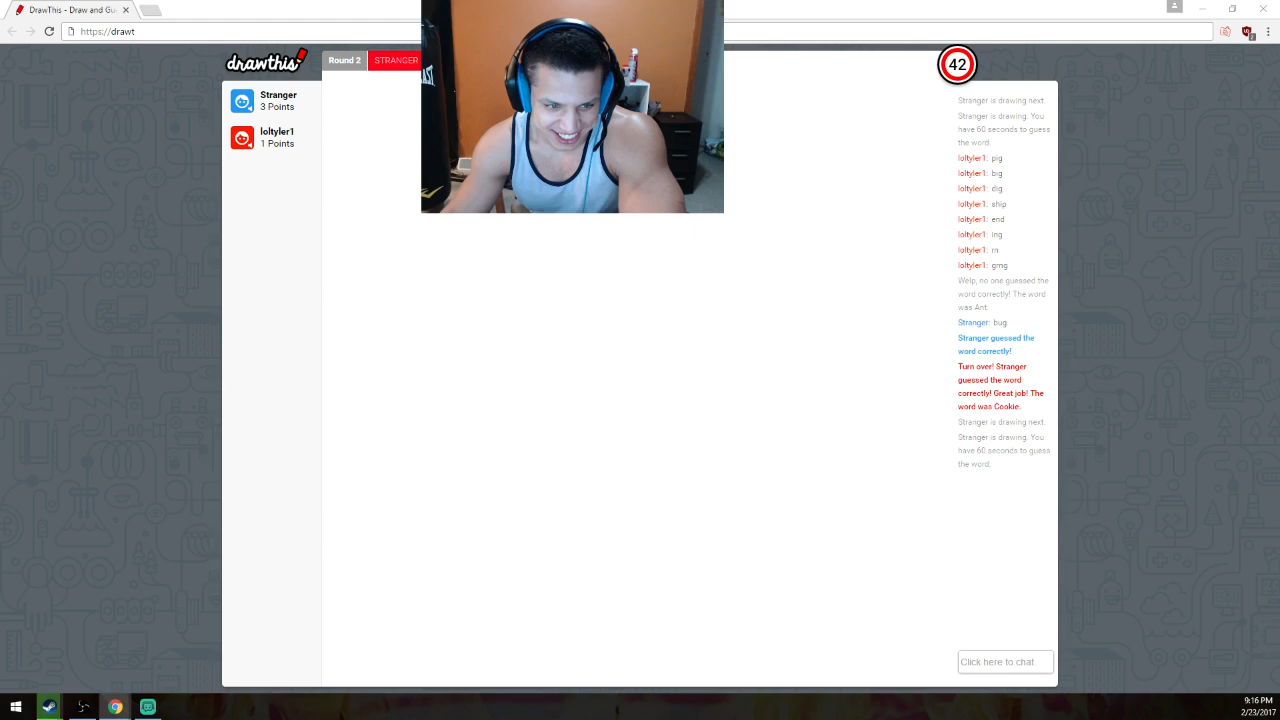 DrawThis - Draw and Gu
https://drawt
drawthis!
Round 2
STRANGER
42
Stranger
3 Points
loltyler1
1 Points
Stranger is drawing next.
Stranger is drawing. You
have 60 seconds to guess
the word.
loltyler1: pig
loltyler1: big
loltyler1: dig
loltyler1: ship
loltyler1: end
loltyler1: ing
loltyler1: rn
loltyler1: grng
Welp, no one guessed the
word correctly! The word
was Ant.
Stranger: bug
Stranger guessed the
word correctly!
Turn over! Stranger
guessed the word
correctly! Great job! The
word was Cookie.
Stranger is drawing next.
Stranger is drawing. You
have 60 seconds to guess
the word.
Click here to chat
9:16 PM
2/23/2017